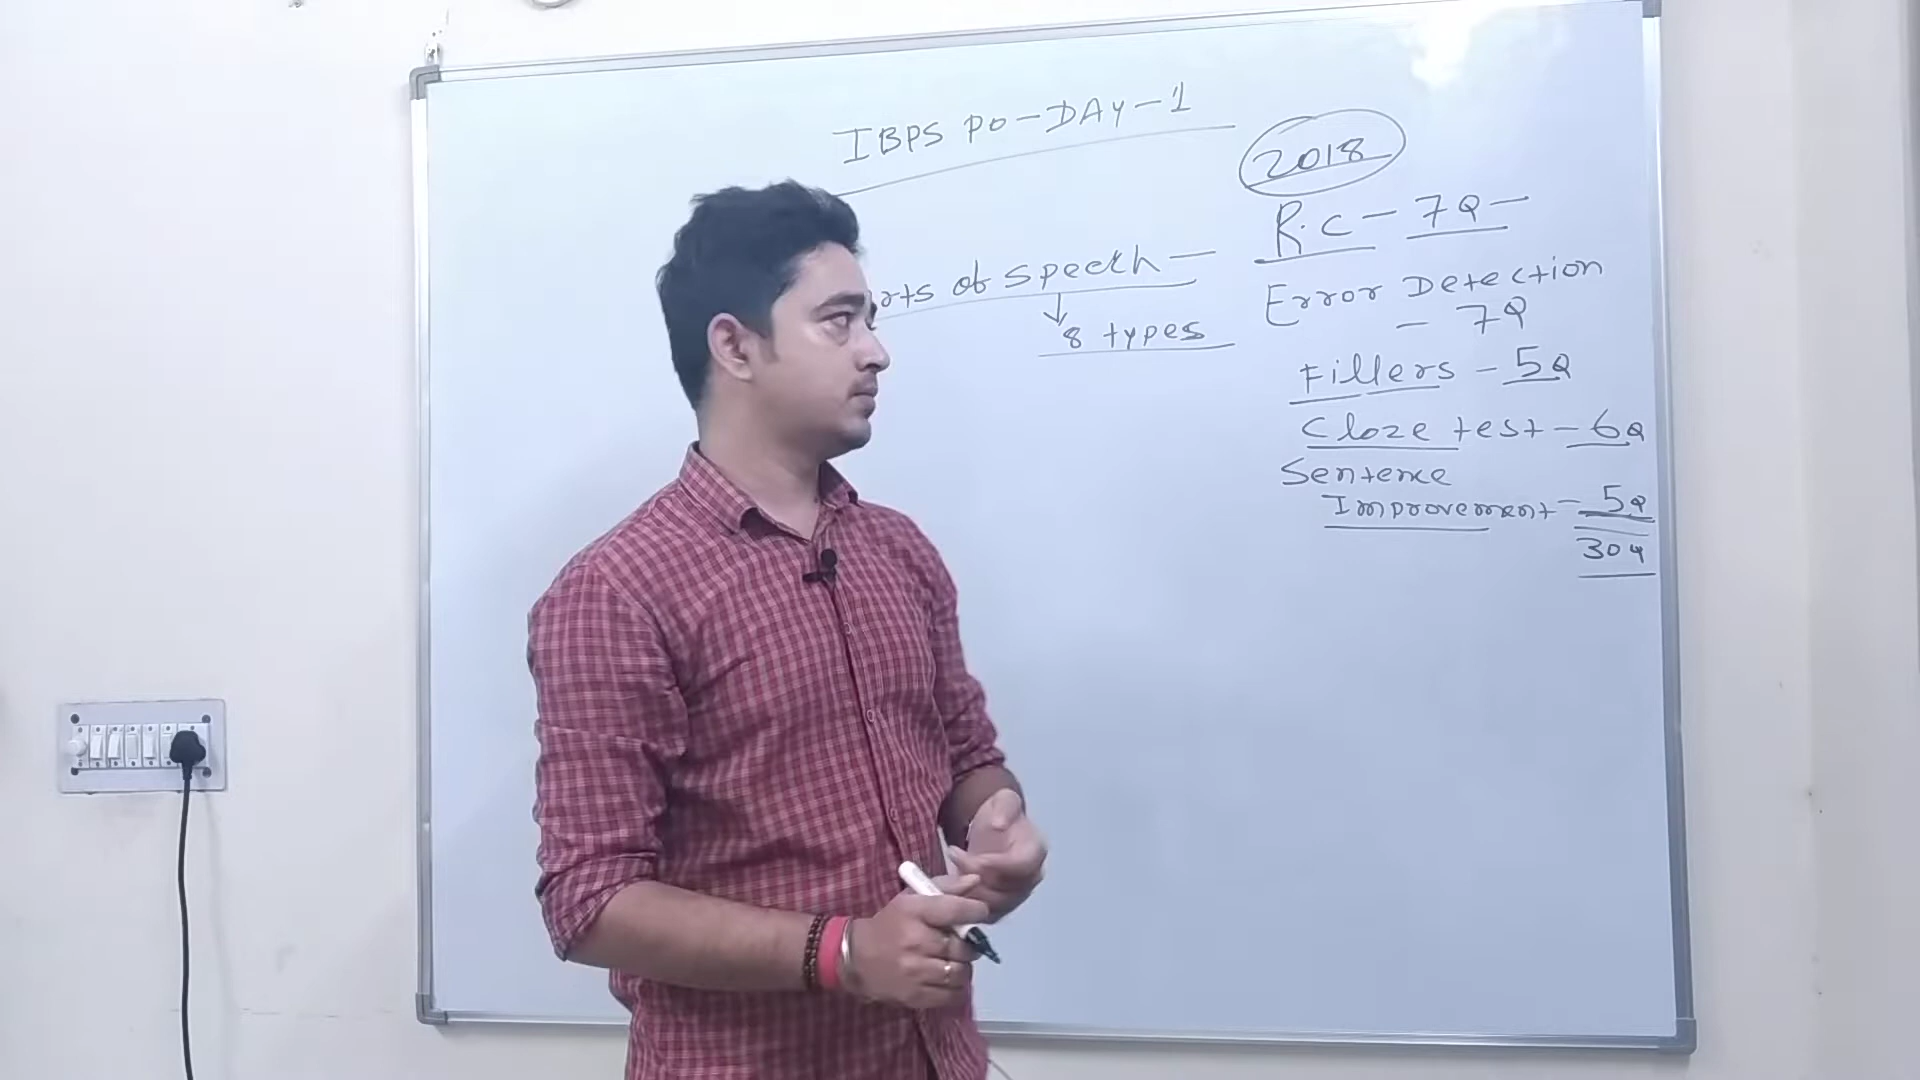 IBPS PO-DAY-1
rts of speech -
8 types
2018
R.C - 7Q -
Error Detection
- 7Q
Fillers - 5Q
Cloze test - 6Q
Sentence
Improvement - 5Q
30Q